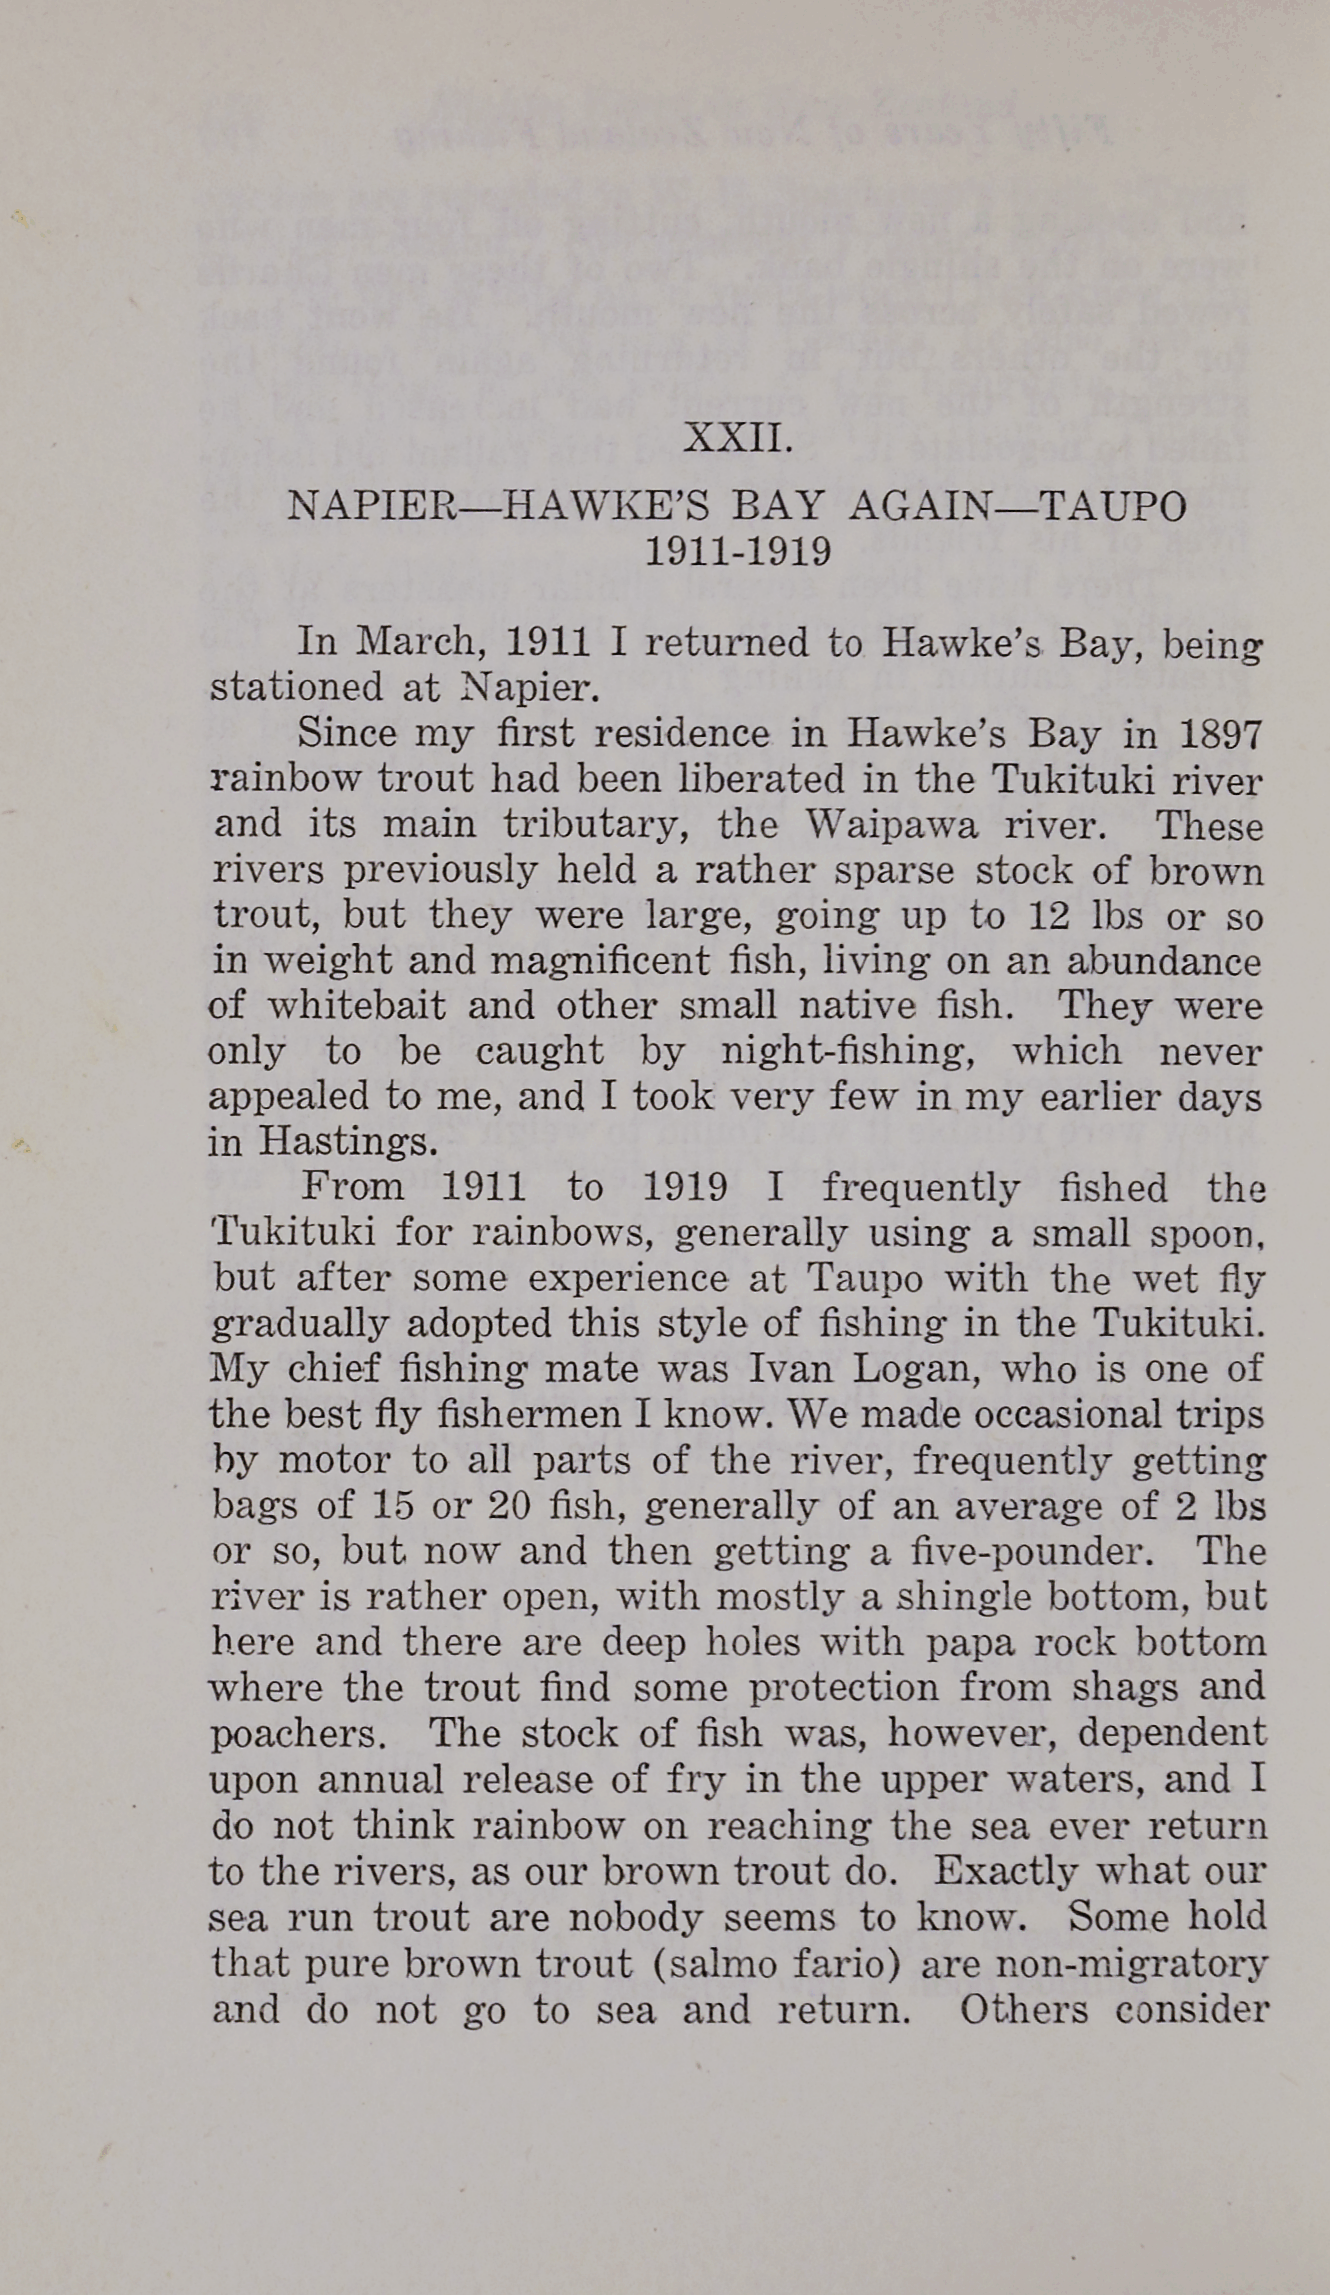 XXII.
NAPIER—HAWKE'S BAY AGAIN—TAUPO
1911-1919
In March, 1911 I returned to Hawke's Bay, being
stationed at Napier.
Since my first residence in Hawke's Bay in 1897
rainbow trout had been liberated in the Tukituki river
and its main tributary, the Waipawa river. These
rivers previously held a rather sparse stock of brown
trout, but they were large, going up to 12 lbs or so
in weight and magnificent fish, living on an abundance
of whitebait and other small native fish. They were
only to be caught by night-fishing, which never
appealed to me, and I took very few in my earlier days
in Hastings.
From 1911 to 1919 I frequently fished the
Tukituki for rainbows, generally using a small spoon,
but after some experience at Taupo with the wet fly
gradually adopted this style of fishing in the Tukituki.
My chief fishing mate was Ivan Logan, who is one of
the best fly fishermen I know. We made occasional trips
by motor to all parts of the river, frequently getting
bags of 15 or 20 fish, generally of an average of 2 lbs
or so, but now and then getting a five-pounder. The
river is rather open, with mostly a shingle bottom, but
here and there are deep holes with papa rock bottom
where the trout find some protection from shags and
poachers. The stock of fish was, however, dependent
upon annual release of fry in the upper waters, and I
do not think rainbow on reaching the sea ever return
to the rivers, as our brown trout do. Exactly what our
sea run trout are nobody seems to know. Some hold
that pure brown trout (salmo fario) are non-migratory
and do not go to sea and return. Others consider